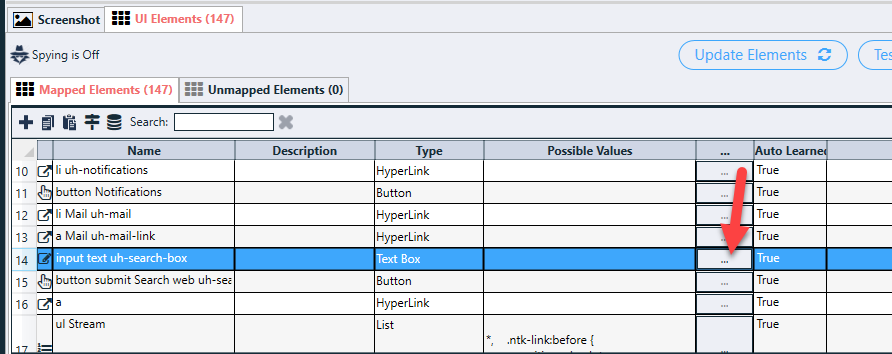 Screenshot UI Elements (147)
Spying is Off Update Elements
Mapped Elements (147) Unmapped Elements (0)
Search:
Name Description Type Possible Values ... Auto Learned
10 li uh-notifications HyperLink ... True
11 button Notifications Button ... True
12 li Mail uh-mail HyperLink ... True
13 a Mail uh-mail-link HyperLink ... True
14 input text uh-search-box Text Box ... True
15 button submit Search web uh-sea Button ... True
16 a HyperLink ... True
ul Stream List True
17 *, .ntk-link:before { ...